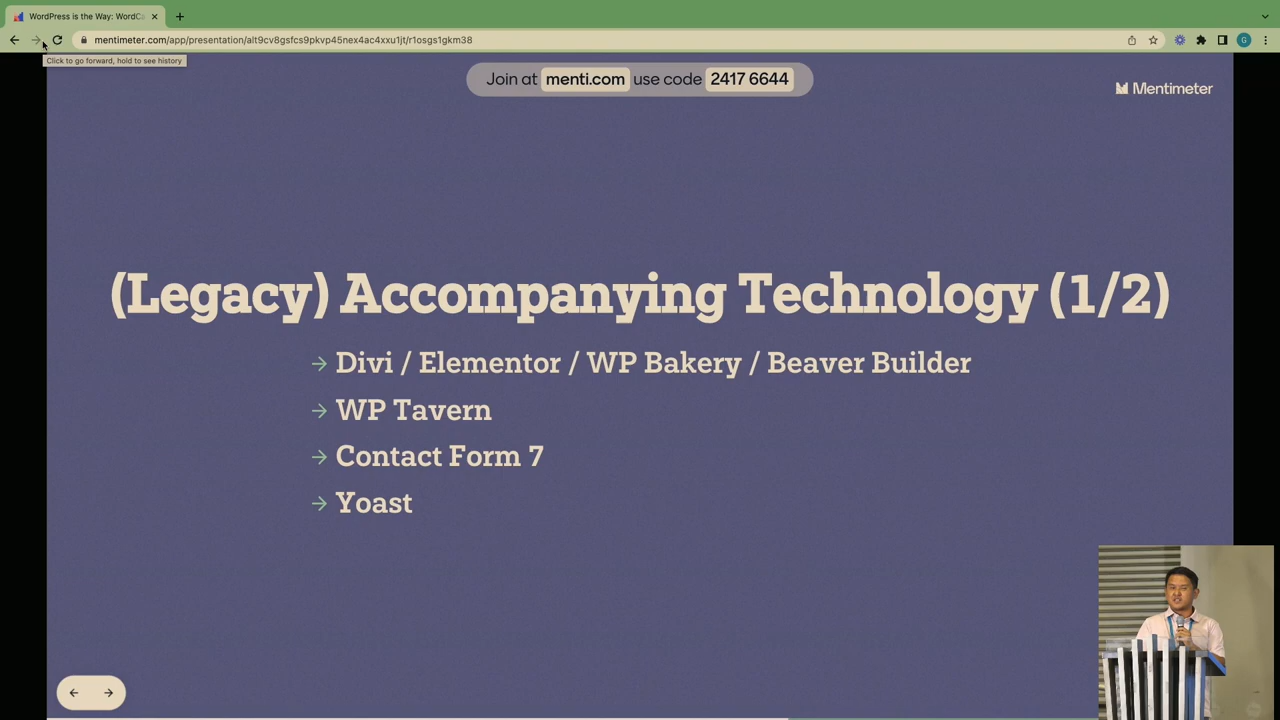 WordPress is the Way: WordCa
mentimeter.com/app/presentation/alt9cv8gsfcs9pkvp45nex4ac4xxu1jt/r1osgs1gkm38
G
Click to go forward, hold to see history
Join at menti.com use code 2417 6644
Mentimeter
(Legacy) Accompanying Technology (1/2)
→ Divi / Elementor / WP Bakery / Beaver Builder
→ WP Tavern
→ Contact Form 7
→ Yoast